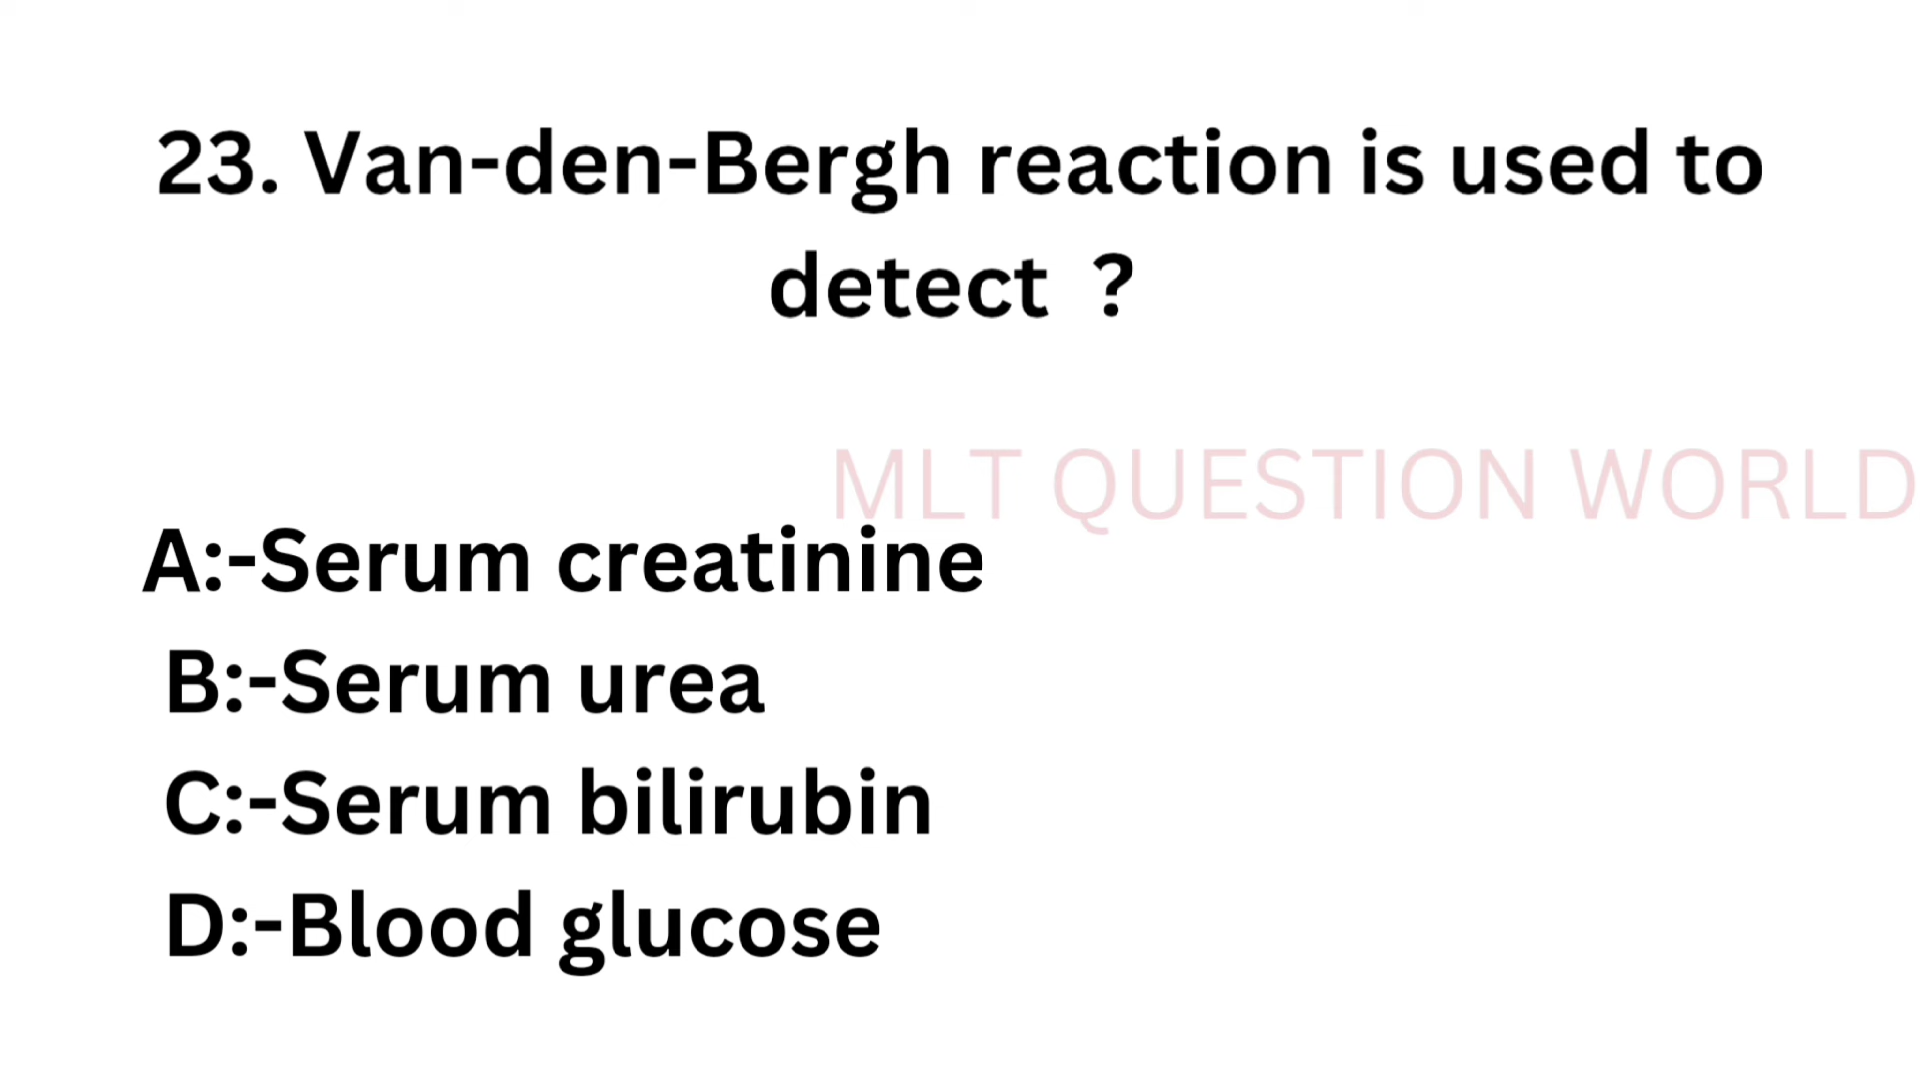 23. Van-den-Bergh reaction is used to
detect ?
MLT QUESTION WORLD
A:-Serum creatinine
B:-Serum urea
C:-Serum bilirubin
D:-Blood glucose